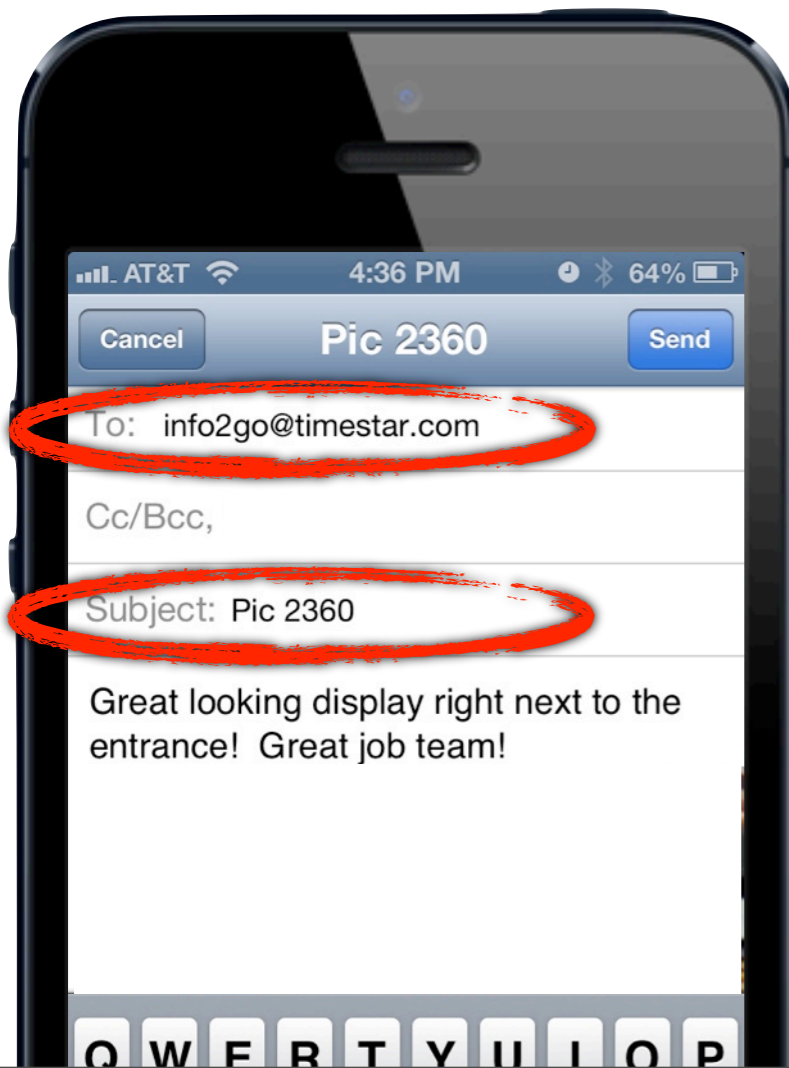 AT&T 4:36 PM 64%
Cancel Pic 2360 Send
To: info2go@timestar.com
Cc/Bcc,
Subject: Pic 2360
Great looking display right next to the
entrance!  Great job team!
Q W E R T Y U I O P